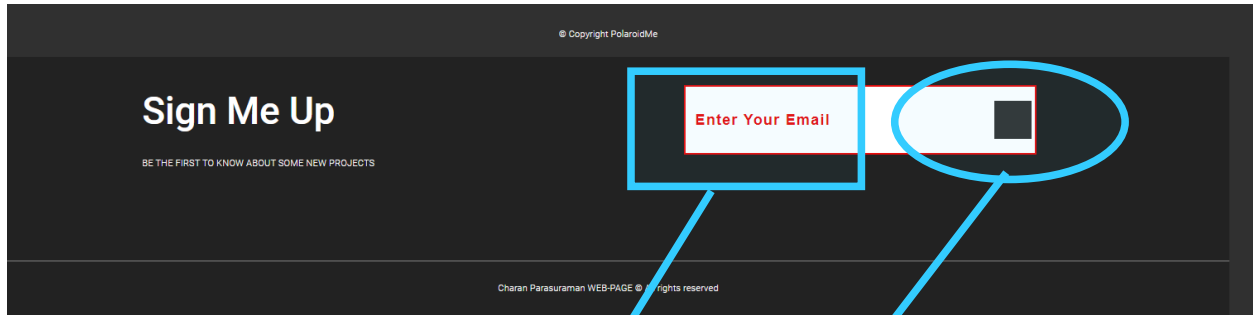 © Copyright PolaroidMe
Sign Me Up
BE THE FIRST TO KNOW ABOUT SOME NEW PROJECTS
Enter Your Email
Charan Parasuraman WEB-PAGE © All rights reserved